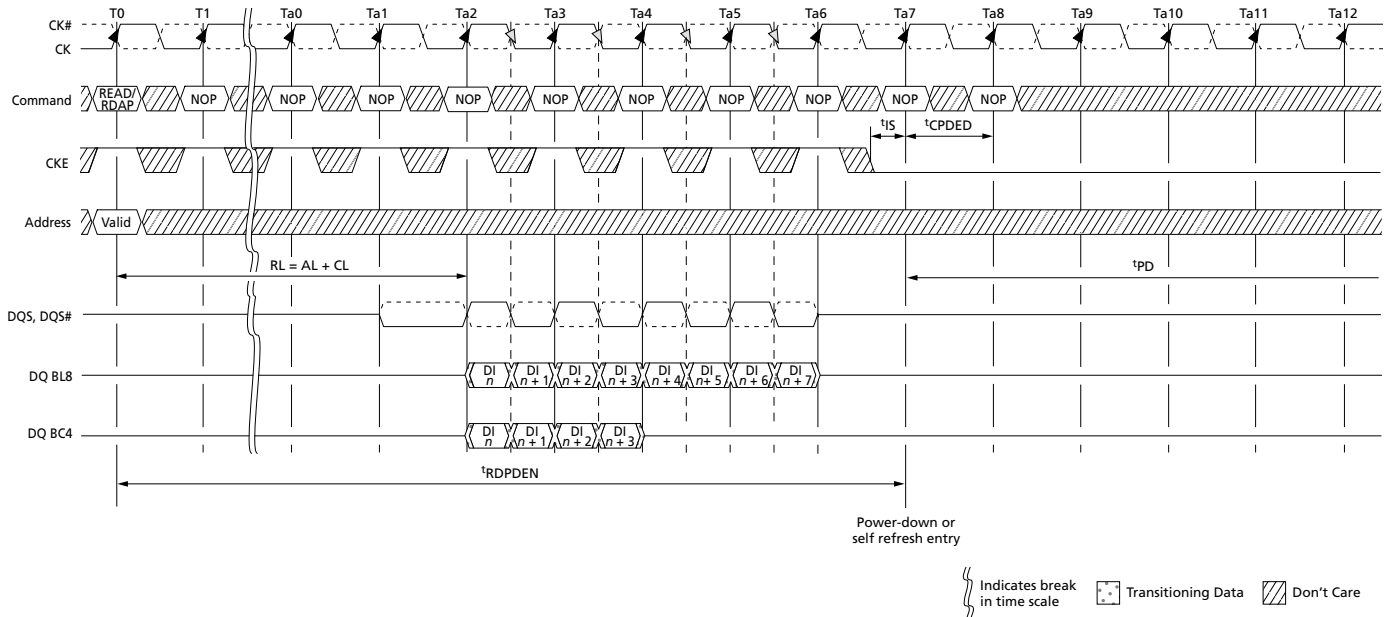 T0 T1 Ta0 Ta1 Ta2 Ta3 Ta4 Ta5 Ta6 Ta7 Ta8 Ta9 Ta10 Ta11 Ta12
CK#
CK
Command READ/ RDAP NOP NOP NOP NOP NOP NOP NOP NOP NOP NOP
tIS tCPDED
CKE
Address Valid
RL = AL + CL tPD
DQS, DQS#
DQ BL8 DI n DI n + 1 DI n + 2 DI n + 3 DI n + 4 DI n+ 5 DI n + 6 DI n + 7
DQ BC4 DI n DI n + 1 DI n + 2 DI n + 3
tRDPDEN
Power-down or
self refresh entry
Indicates break
in time scale
Transitioning Data
Don't Care